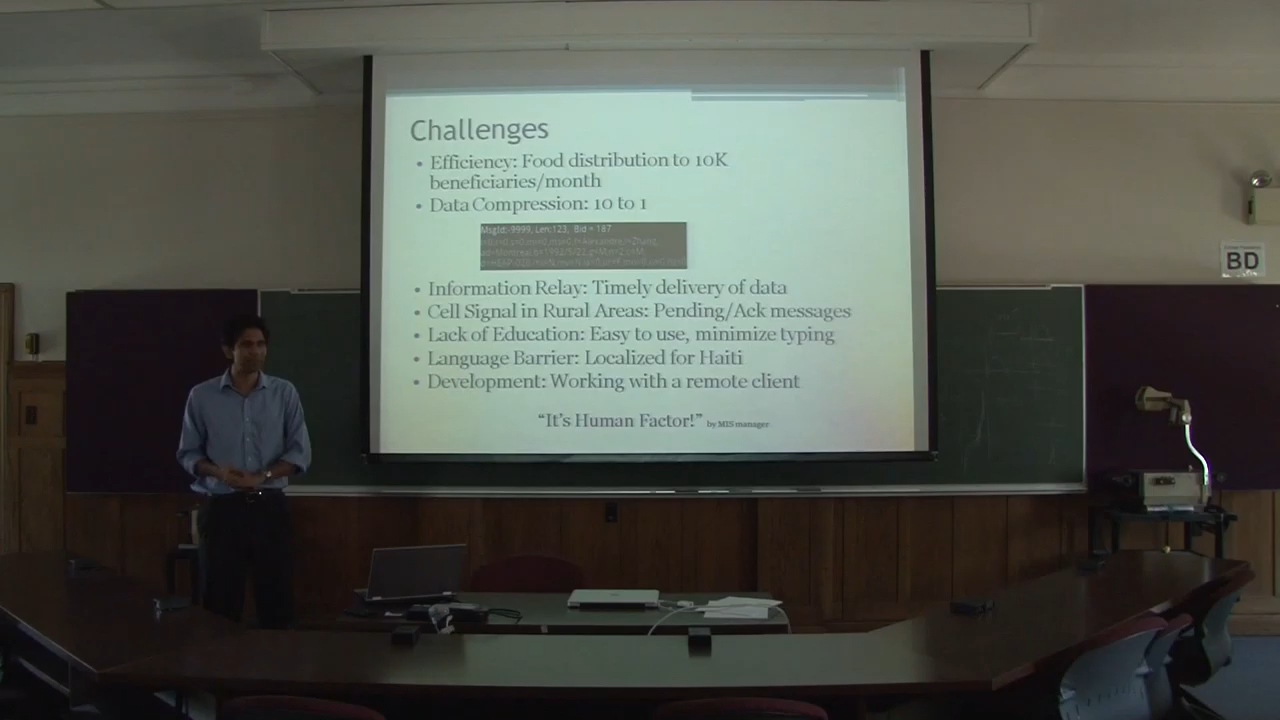 Challenges
• Efficiency: Food distribution to 10K
beneficiaries/month
• Data Compression: 10 to 1
MsgId:-9999, Len:123, Bid = 187
• Information Relay: Timely delivery of data
• Cell Signal in Rural Areas: Pending/Ack messages
• Lack of Education: Easy to use, minimize typing
• Language Barrier: Localized for Haiti
• Development: Working with a remote client
“It's Human Factor!” by MIS manager
BD